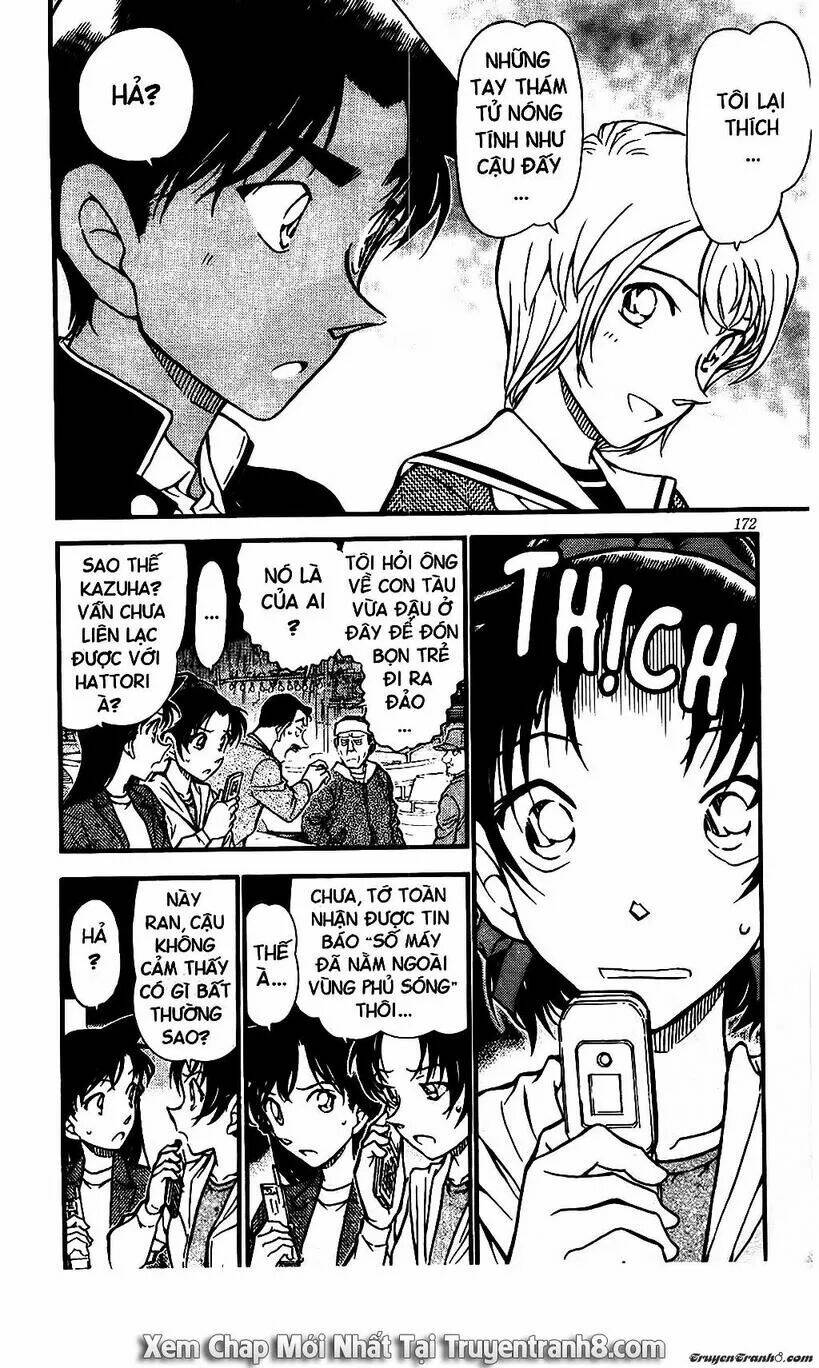 TÔI LẠI
THÍCH
...
NHỮNG
TAY THÁM
TỬ NÓNG
TÍNH NHƯ
CẬU ĐẤY
...
HẢ?
172
THỊCH
TÔI HỎI ÔNG
VỀ CON TÀU
VỪA ĐẬU Ở
ĐÂY ĐỂ ĐÓN
BỌN TRẺ
ĐI RA
ĐẢO
...
NÓ LÀ
CỦA AI
?
...
SAO THẾ
KAZUHA?
VẪN CHƯA
LIÊN LẠC
ĐƯỢC VỚI
HATTORI
À?
CHƯA, TỚ TOÀN
NHẬN ĐƯỢC TIN
BÁO "SỐ MÁY
ĐÃ NẰM NGOÀI
VÙNG PHỦ SÓNG"
THÔI...
THẾ
À...
NÀY
RAN, CẬU
KHÔNG
CẢM THẤY
CÓ GÌ BẤT
THƯỜNG
SAO?
HẢ
?
Xem Chap Mới Nhất Tại Truyentranh8.com
TruyenTranh8.com